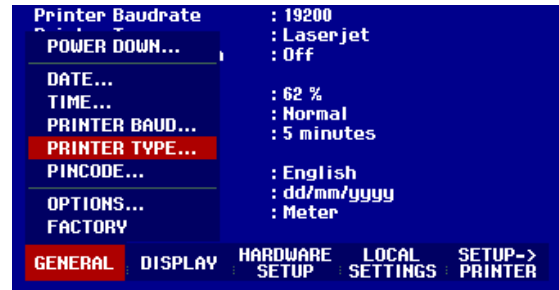 Printer Baudrate : 19200
: Laserjet
POWER DOWN... : Off
DATE...
: 62 %
TIME...
: Normal
PRINTER BAUD...
: 5 minutes
PRINTER TYPE...
PINCODE... : English
: dd/mm/yyyy
OPTIONS...
: Meter
FACTORY
GENERAL DISPLAY HARDWARE SETUP LOCAL SETTINGS SETUP-> PRINTER